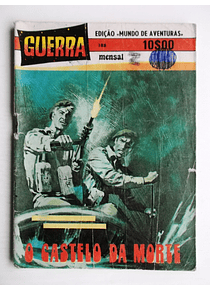 GUERRA
EDIÇÃO «MUNDO DE AVENTURAS»
mensal
10$00
O CASTELO DA MORTE